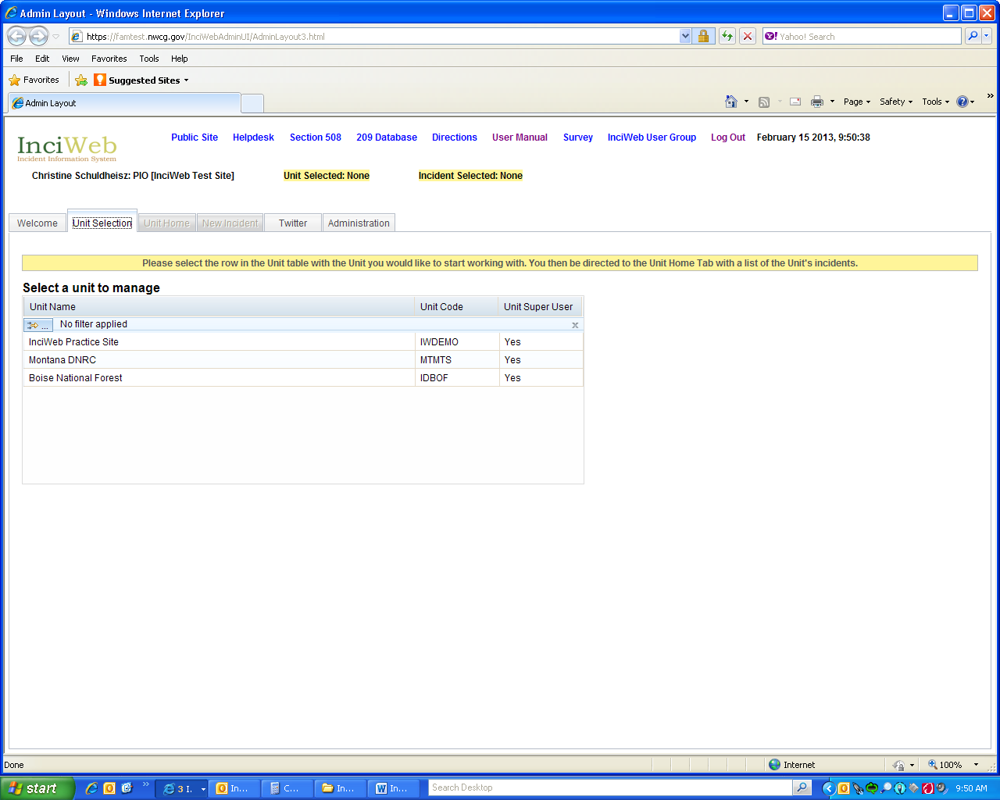 Admin Layout - Windows Internet Explorer
https://famtest.nwcg.gov/InciWebAdminUI/AdminLayout3.html
Yahoo! Search
File Edit View Favorites Tools Help
Favorites Suggested Sites
Admin Layout
Page Safety Tools
InciWeb
Incident Information System
Public Site Helpdesk Section 508 209 Database Directions User Manual Survey InciWeb User Group Log Out February 15 2013, 9:50:38
Christine Schuldheisz: PIO [InciWeb Test Site] Unit Selected: None Incident Selected: None
Welcome Unit Selection Unit Home New Incident Twitter Administration
Please select the row in the Unit table with the Unit you would like to start working with. You then be directed to the Unit Home Tab with a list of the Unit's incidents.
Select a unit to manage
Unit Name Unit Code Unit Super User
... No filter applied x
InciWeb Practice Site IWDEMO Yes
Montana DNRC MTMTS Yes
Boise National Forest IDBOF Yes
Done Internet 100%
start 3 I. In... C... In... In... Search Desktop 9:50 AM